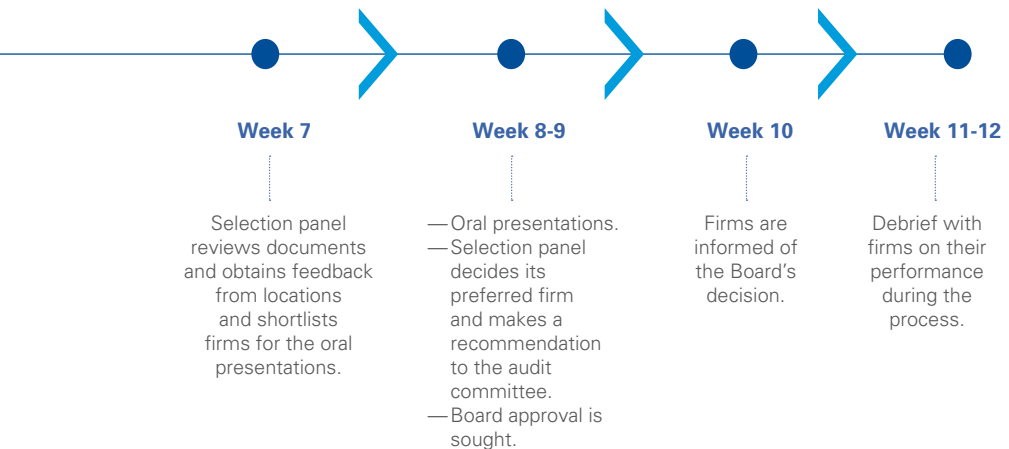 Week 7
Selection panel
reviews documents
and obtains feedback
from locations
and shortlists
firms for the oral
presentations.
Week 8-9
—Oral presentations.
—Selection panel
decides its
preferred firm
and makes a
recommendation
to the audit
committee.
—Board approval is
sought.
Week 10
Firms are
informed of
the Board's
decision.
Week 11-12
Debrief with
firms on their
performance
during the
process.